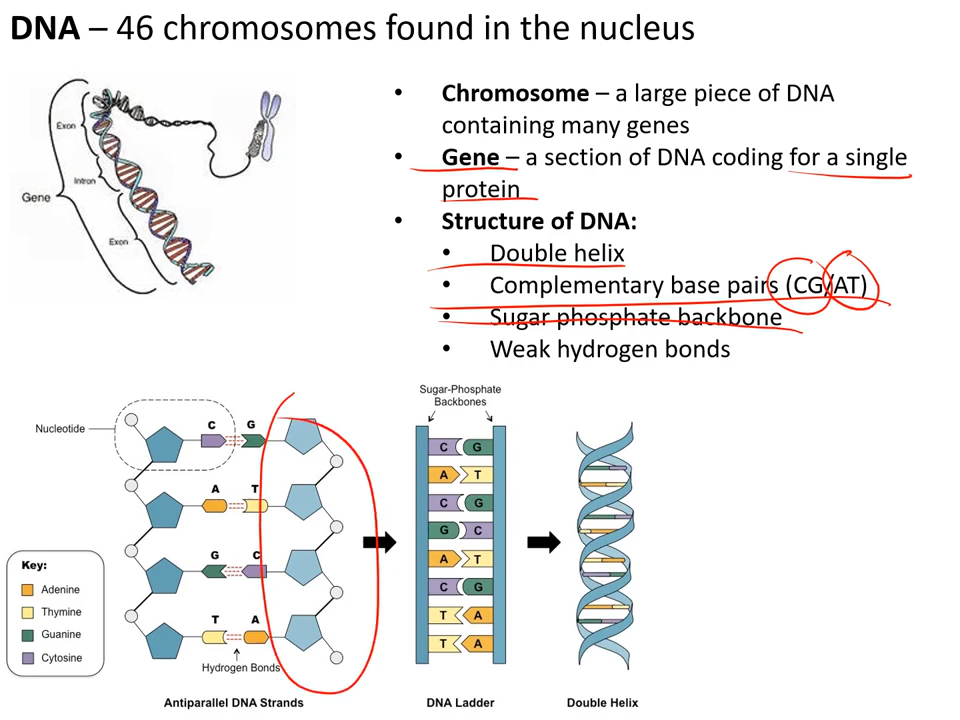 DNA – 46 chromosomes found in the nucleus
Exon
Intron
Gene
Exon
• Chromosome – a large piece of DNA
containing many genes
• Gene – a section of DNA coding for a single
protein
• Structure of DNA:
• Double helix
• Complementary base pairs (CG/AT)
• Sugar phosphate backbone
• Weak hydrogen bonds
Nucleotide
C G
A T
G C
T A
Hydrogen Bonds
Key:
Adenine
Thymine
Guanine
Cytosine
Antiparallel DNA Strands
Sugar-Phosphate
Backbones
C G
A T
C G
G C
A T
C G
T A
T A
DNA Ladder
Double Helix